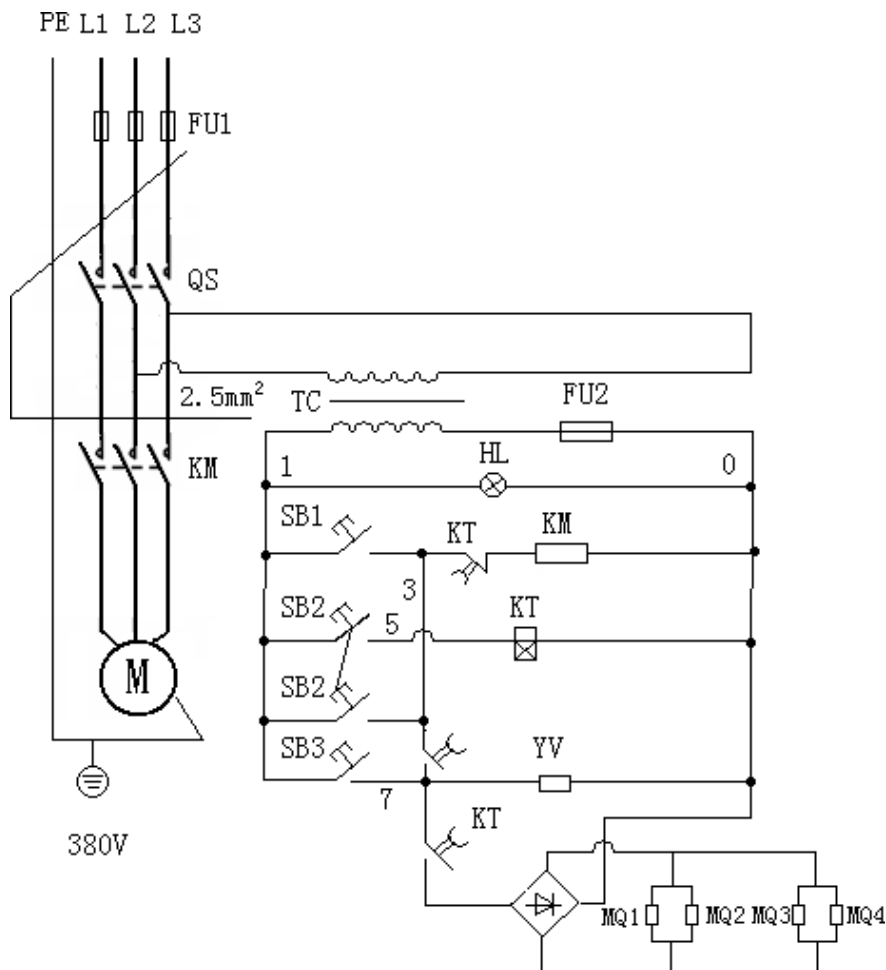 PE L1 L2 L3
FU1
QS
2.5mm²
TC
FU2
1
HL
0
KM
SB1
KT
KM
3
SB2
5
KT
M
SB2
SB3
YV
7
KT
380V
MQ1
MQ2
MQ3
MQ4